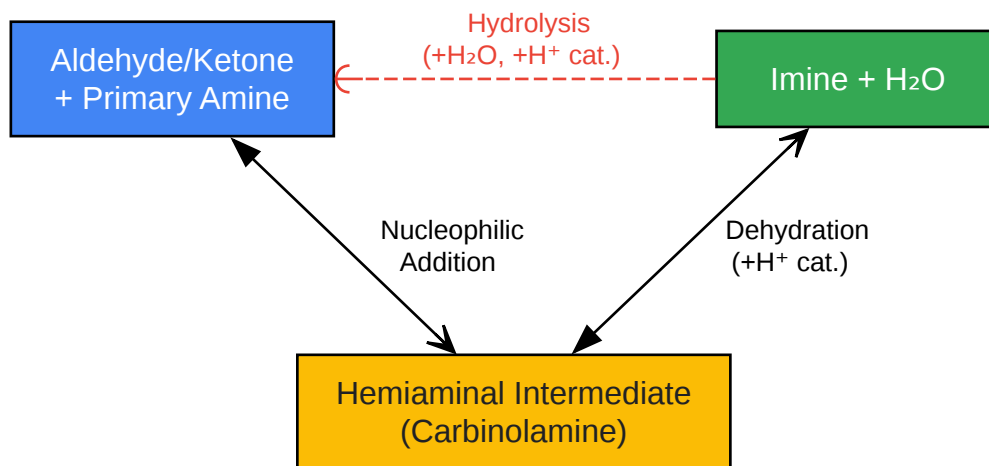 Hydrolysis
(+H₂O, +H⁺ cat.)
Aldehyde/Ketone
+ Primary Amine
Imine + H₂O
Nucleophilic
Addition
Dehydration
(+H⁺ cat.)
Hemiaminal Intermediate
(Carbinolamine)